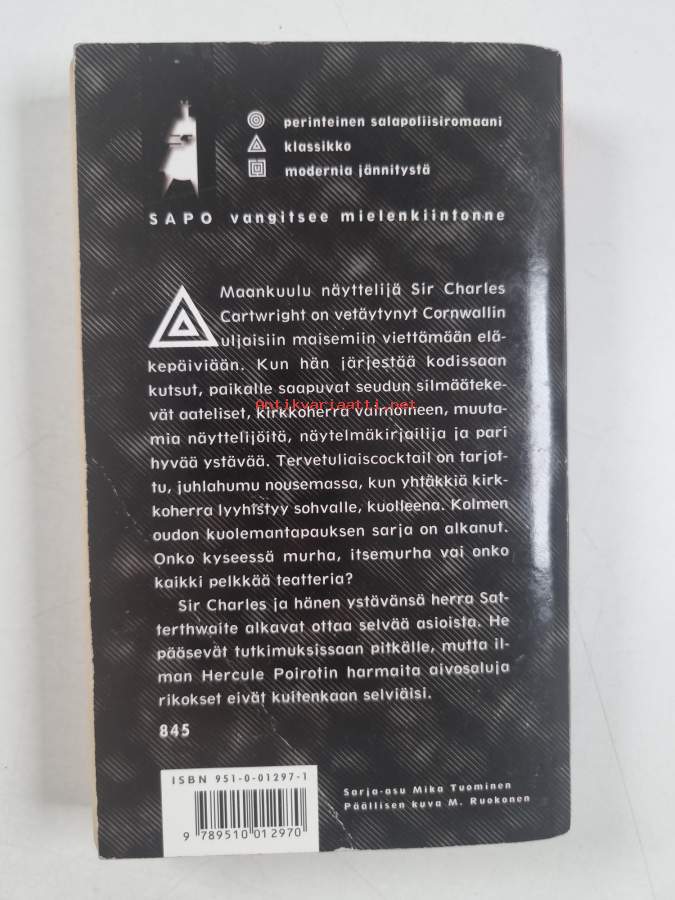 perinteinen salapoliisiromaani
klassikko
modernia jännitystä
SAPO vangitsee mielenkiintonne
Maankuulu näyttelijä Sir Charles
Cartwright on vetäytynyt Cornwallin
uljaisiin maisemiin viettämään elä-
kepäiviään. Kun hän järjestää kodissaan
kutsut, paikalle saapuvat seudun silmääteke-
Antikvariaatti.net
vät aateliset, kirkkoherra vaimoineen, muuta-
mia näyttelijöitä, näytelmäkirjailija ja pari
hyvää ystävää. Tervetuliaiscocktail on tarjot-
tu, juhlahumu nousemassa, kun yhtäkkiä kirk-
koherra lyyhistyy sohvalle, kuolleena. Kolmen
oudon kuolemantapauksen sarja on alkanut.
Onko kyseessä murha, itsemurha vai onko
kaikki pelkkää teatteria?
Sir Charles ja hänen ystävänsä herra Sat-
terthwaite alkavat ottaa selvää asioista. He
pääsevät tutkimuksissaan pitkälle, mutta il-
man Hercule Poirotin harmaita aivosoluja
rikokset eivät kuitenkaan selviäisi.
845
ISBN 951-0-01297-1
9 789510 012970
Sarja-asu Mika Tuominen
Päällisen kuva M. Ruokonen